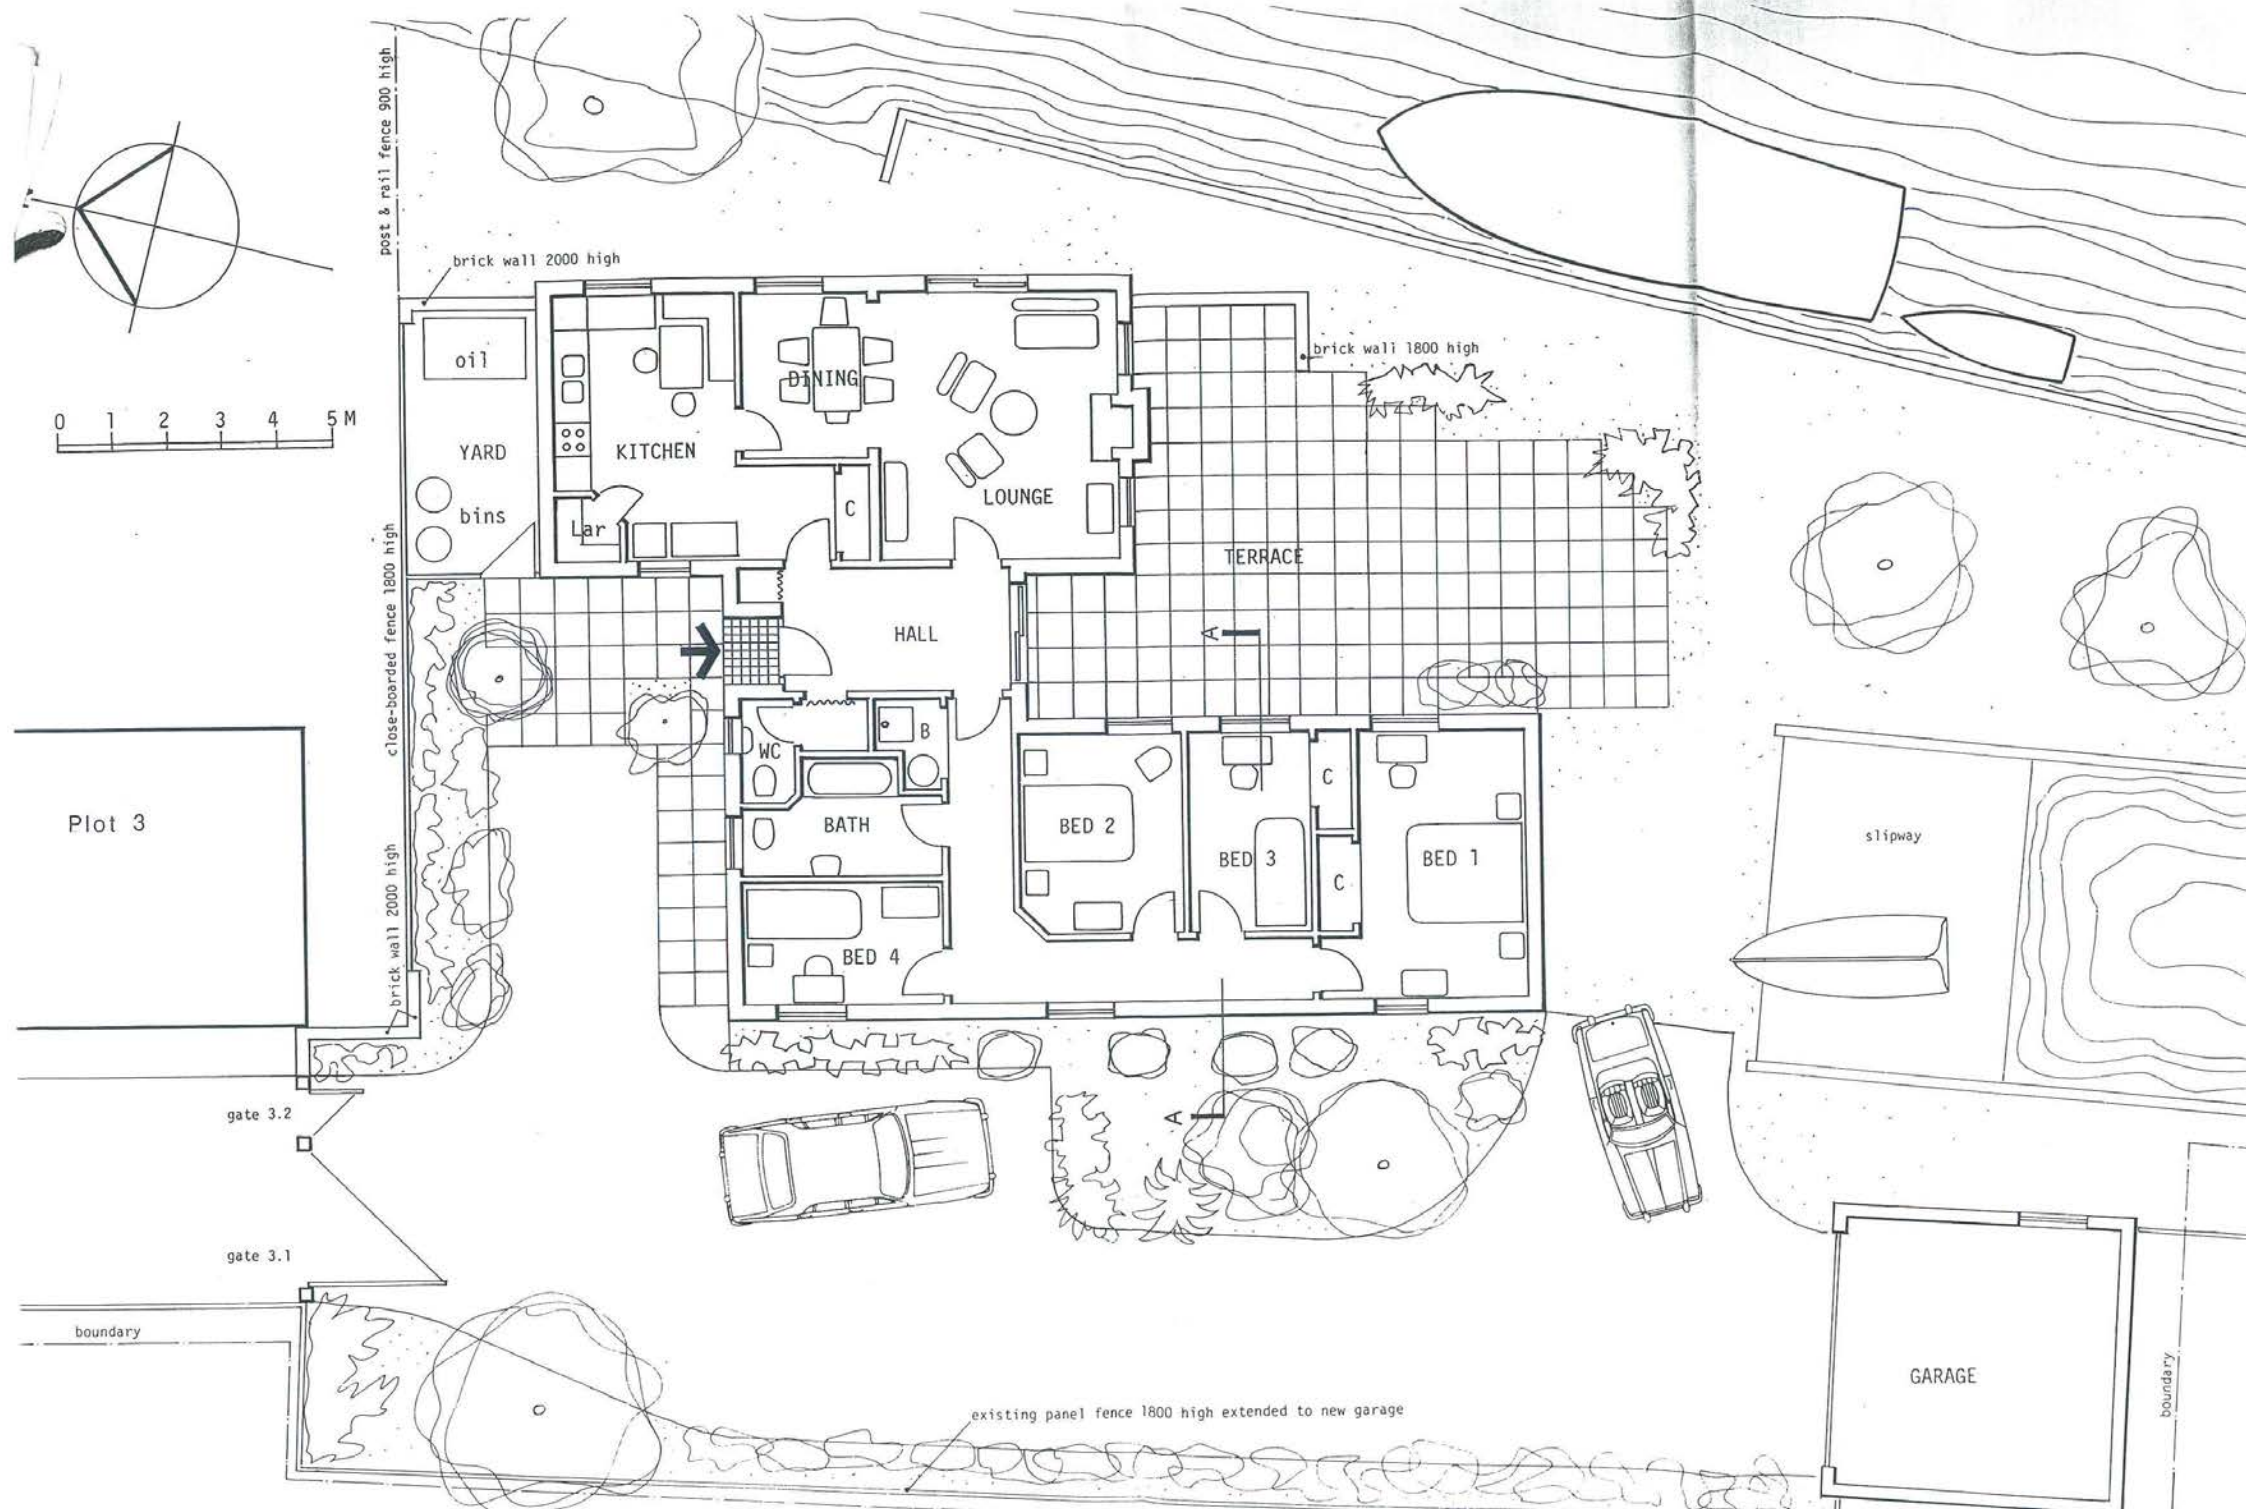 post & rail fence 900 high
brick wall 2000 high
oil
YARD
bins
0 1 2 3 4 5 M
DINING
KITCHEN
Lar
C
LOUNGE
brick wall 1800 high
TERRACE
close-boarded fence 1800 high
HALL
A
WC
B
BATH
BED 2
BED 3
C
C
BED 1
BED 4
slipway
Plot 3
brick wall 2000 high
gate 3.2
A
gate 3.1
boundary
GARAGE
boundary
existing panel fence 1800 high extended to new garage